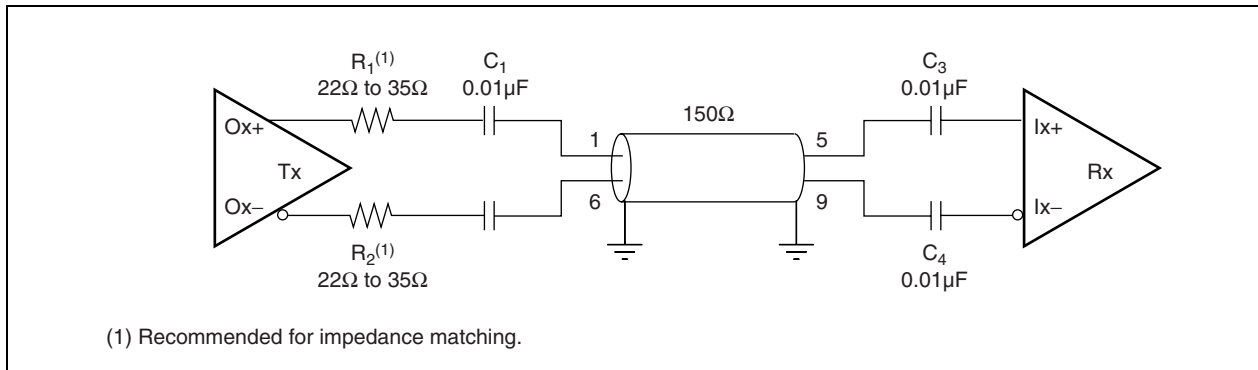 R1(1)
22Ω to 35Ω
C1
0.01µF
Ox+
Tx
Ox–
R2(1)
22Ω to 35Ω
150Ω
1
6
5
9
C3
0.01µF
Ix+
Rx
Ix–
C4
0.01µF
(1) Recommended for impedance matching.